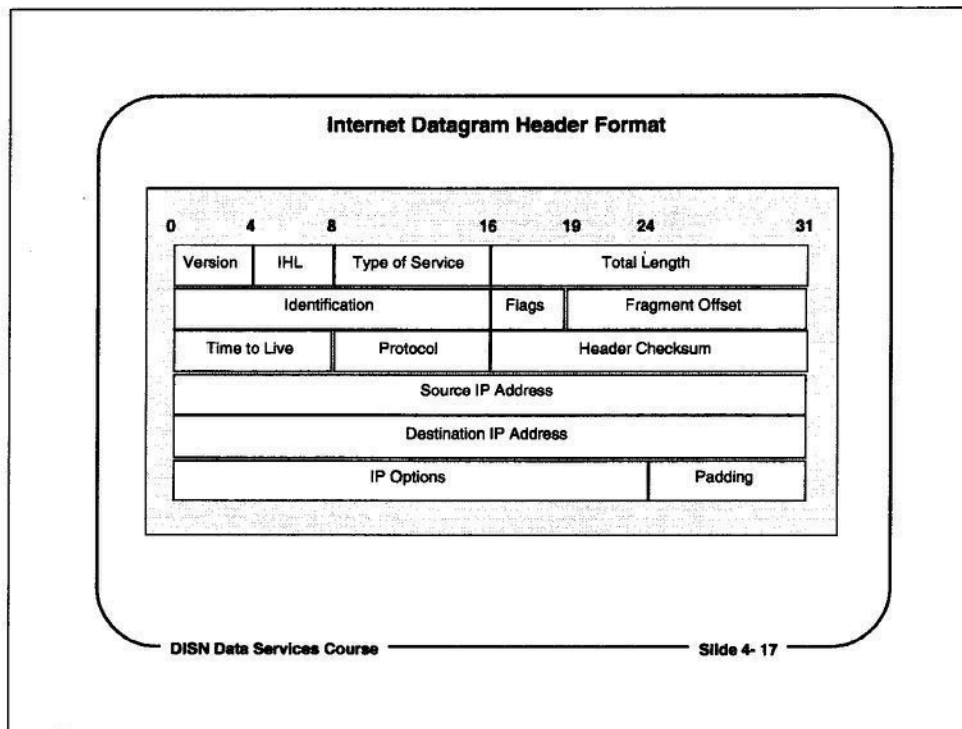 Internet Datagram Header Format
0 4 8 16 19 24 31
Version IHL Type of Service Total Length
Identification Flags Fragment Offset
Time to Live Protocol Header Checksum
Source IP Address
Destination IP Address
IP Options Padding
DISN Data Services Course Slide 4- 17